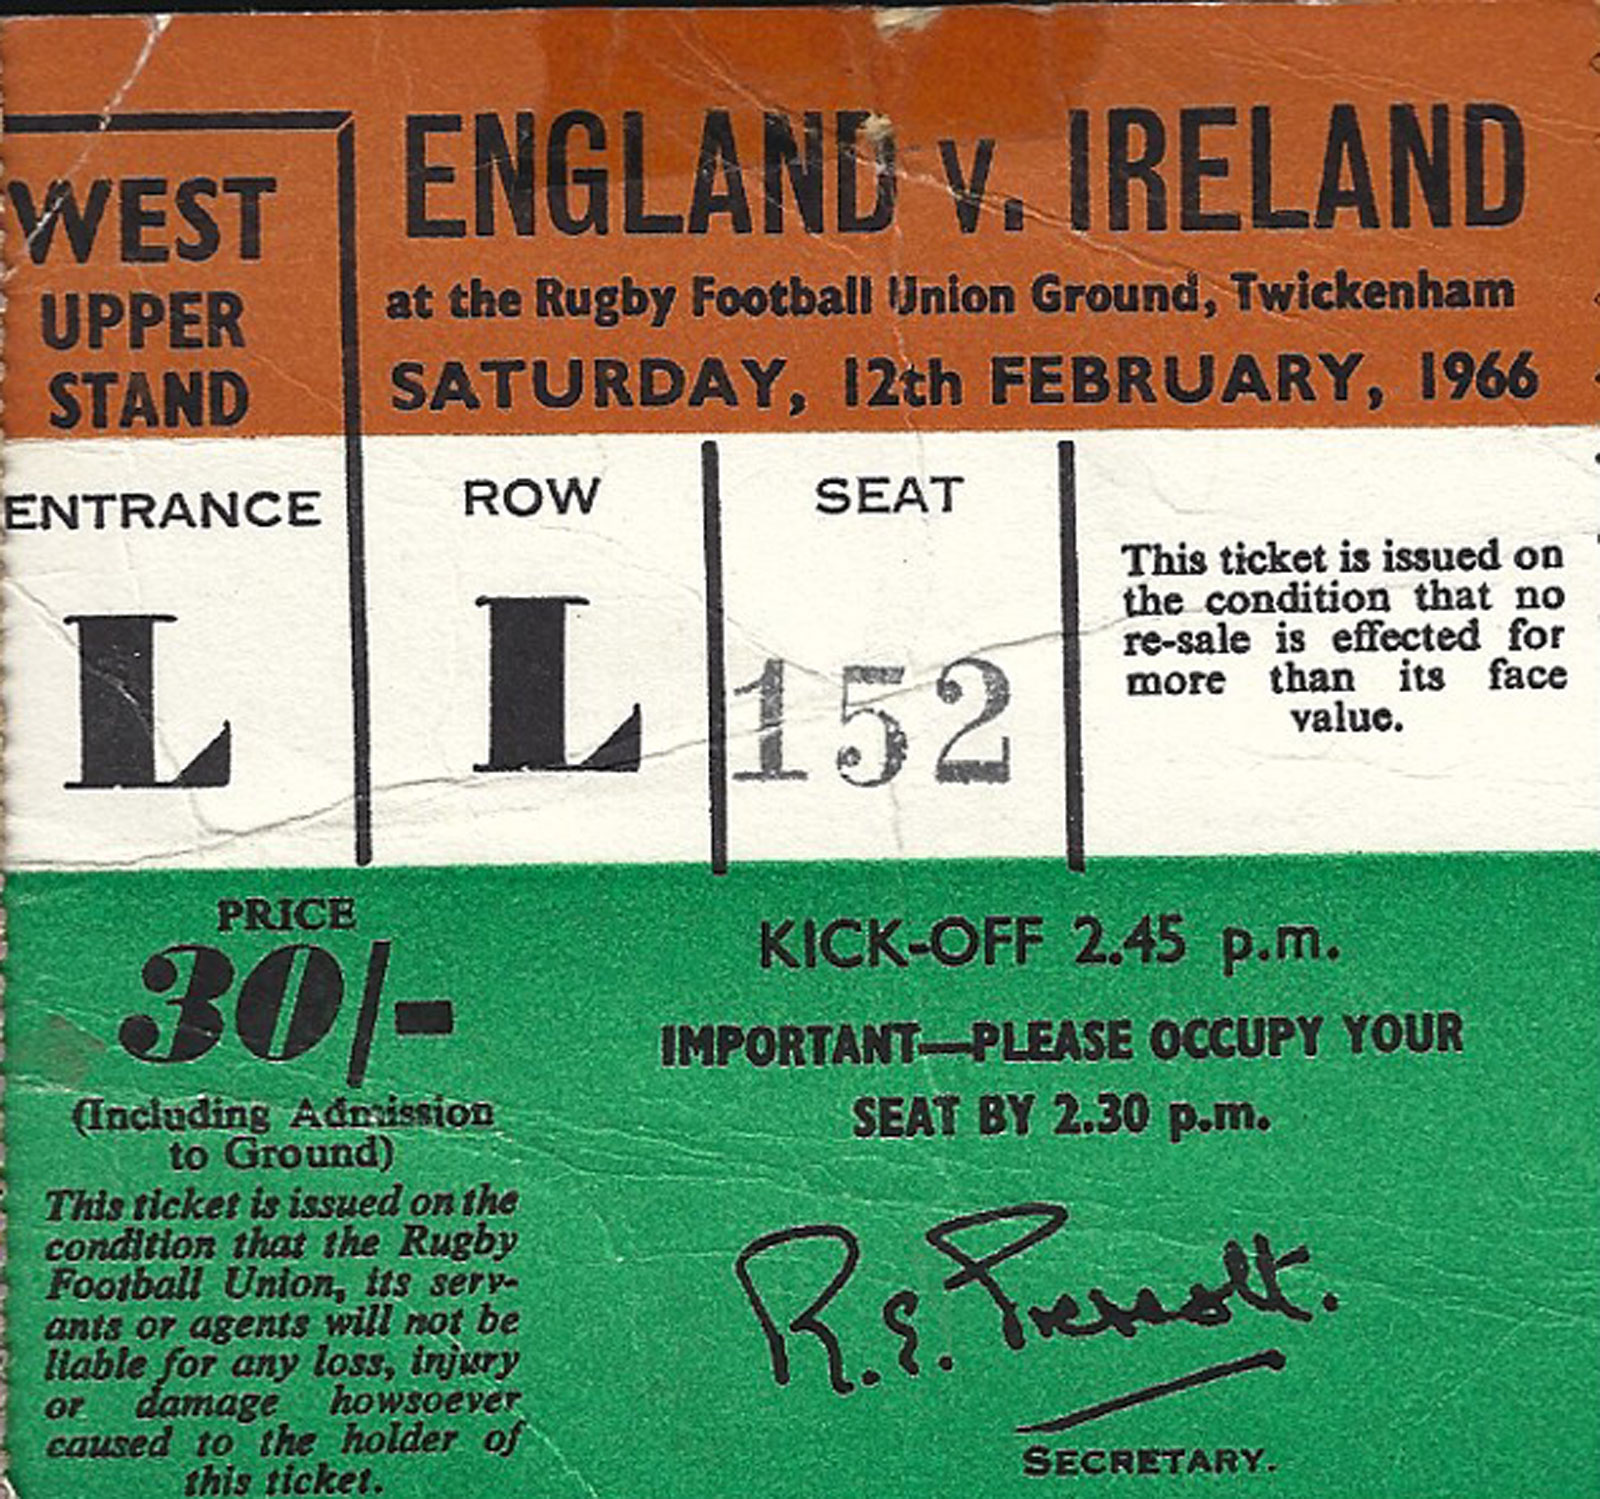 WEST
UPPER
STAND
ENGLAND v. IRELAND
at the Rugby Football Union Ground, Twickenham
SATURDAY, 12th FEBRUARY, 1966
ENTRANCE
L
ROW
L
SEAT
152
This ticket is issued on
the condition that no
re-sale is effected for
more than its face
value.
PRICE
30/-
(Including Admission
to Ground)
This ticket is issued on the
condition that the Rugby
Football Union, its serv-
ants or agents will not be
liable for any loss, injury
or damage howsoever
caused to the holder of
this ticket.
KICK-OFF 2.45 p.m.
IMPORTANT—PLEASE OCCUPY YOUR
SEAT BY 2.30 p.m.
R. E.
SECRETARY.